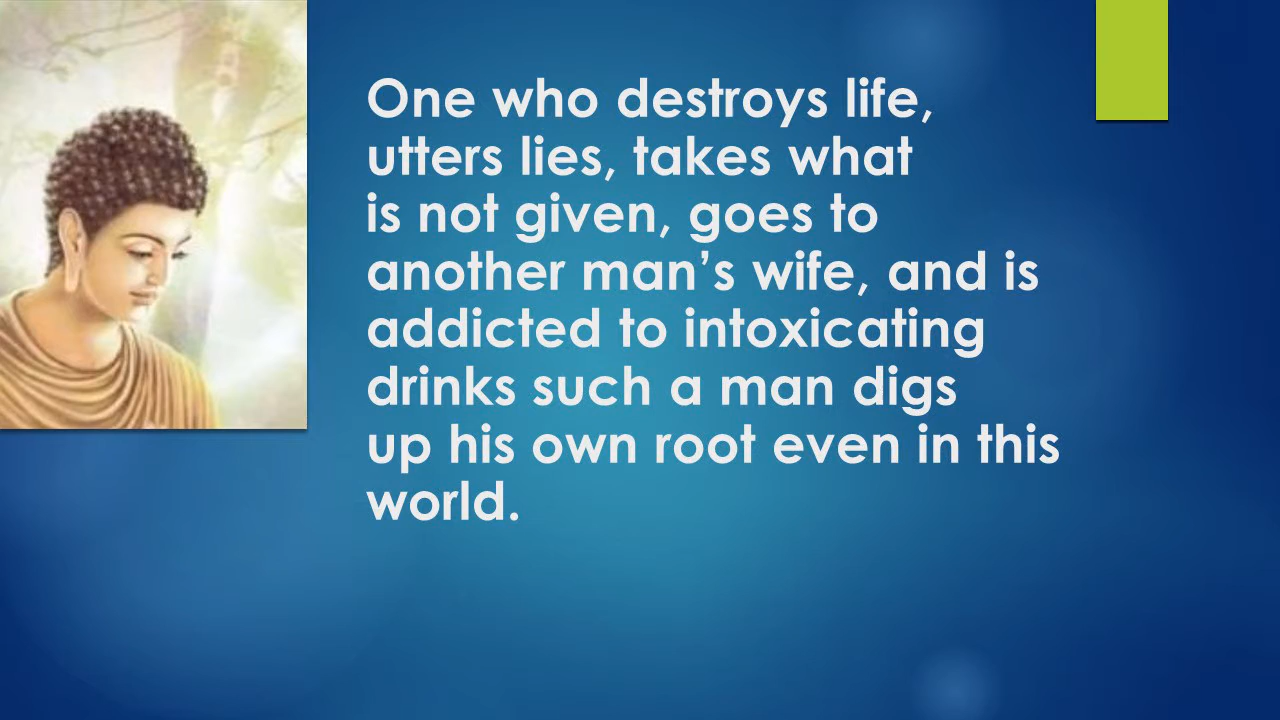 One who destroys life,
utters lies, takes what
is not given, goes to
another man’s wife, and is
addicted to intoxicating
drinks such a man digs
up his own root even in this
world.